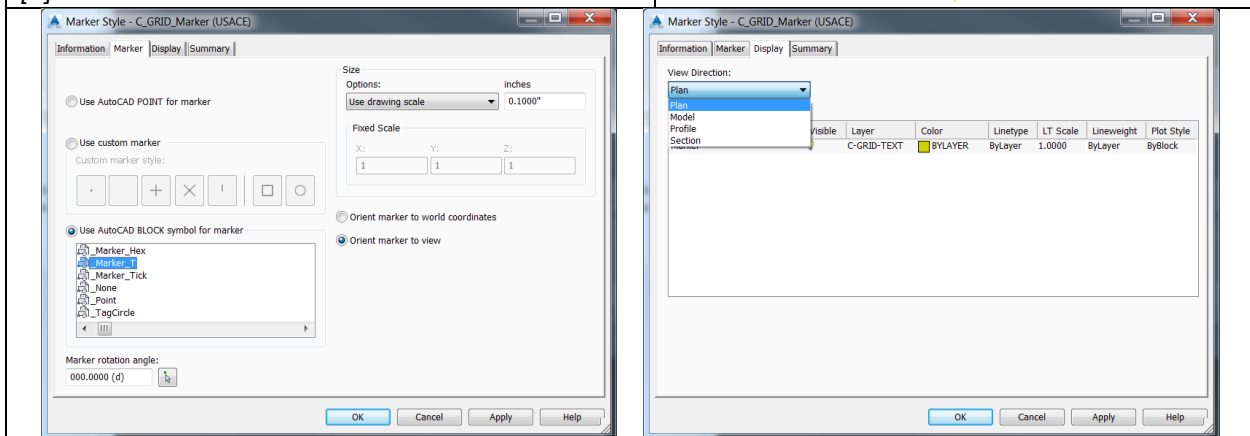 Marker Style - C_GRID_Marker (USACE)
Information Marker Display Summary
Use AutoCAD POINT for marker
Use custom marker
Custom marker style:
Use AutoCAD BLOCK symbol for marker
_Marker_Hex
_Marker_T
_Marker_Tick
_None
_Point
_TagCircle
Marker rotation angle:
000.0000 (d)
Size
Options: inches
Use drawing scale 0.1000"
Fixed Scale
X: Y: Z:
1 1 1
Orient marker to world coordinates
Orient marker to view
OK Cancel Apply Help
Marker Style - C_GRID_Marker (USACE)
Information Marker Display Summary
View Direction:
Plan
Plan
Model
Profile
Section
Visible Layer Color Linetype LT Scale Lineweight Plot Style
C-GRID-TEXT BYLAYER ByLayer 1.0000 ByLayer ByBlock
OK Cancel Apply Help